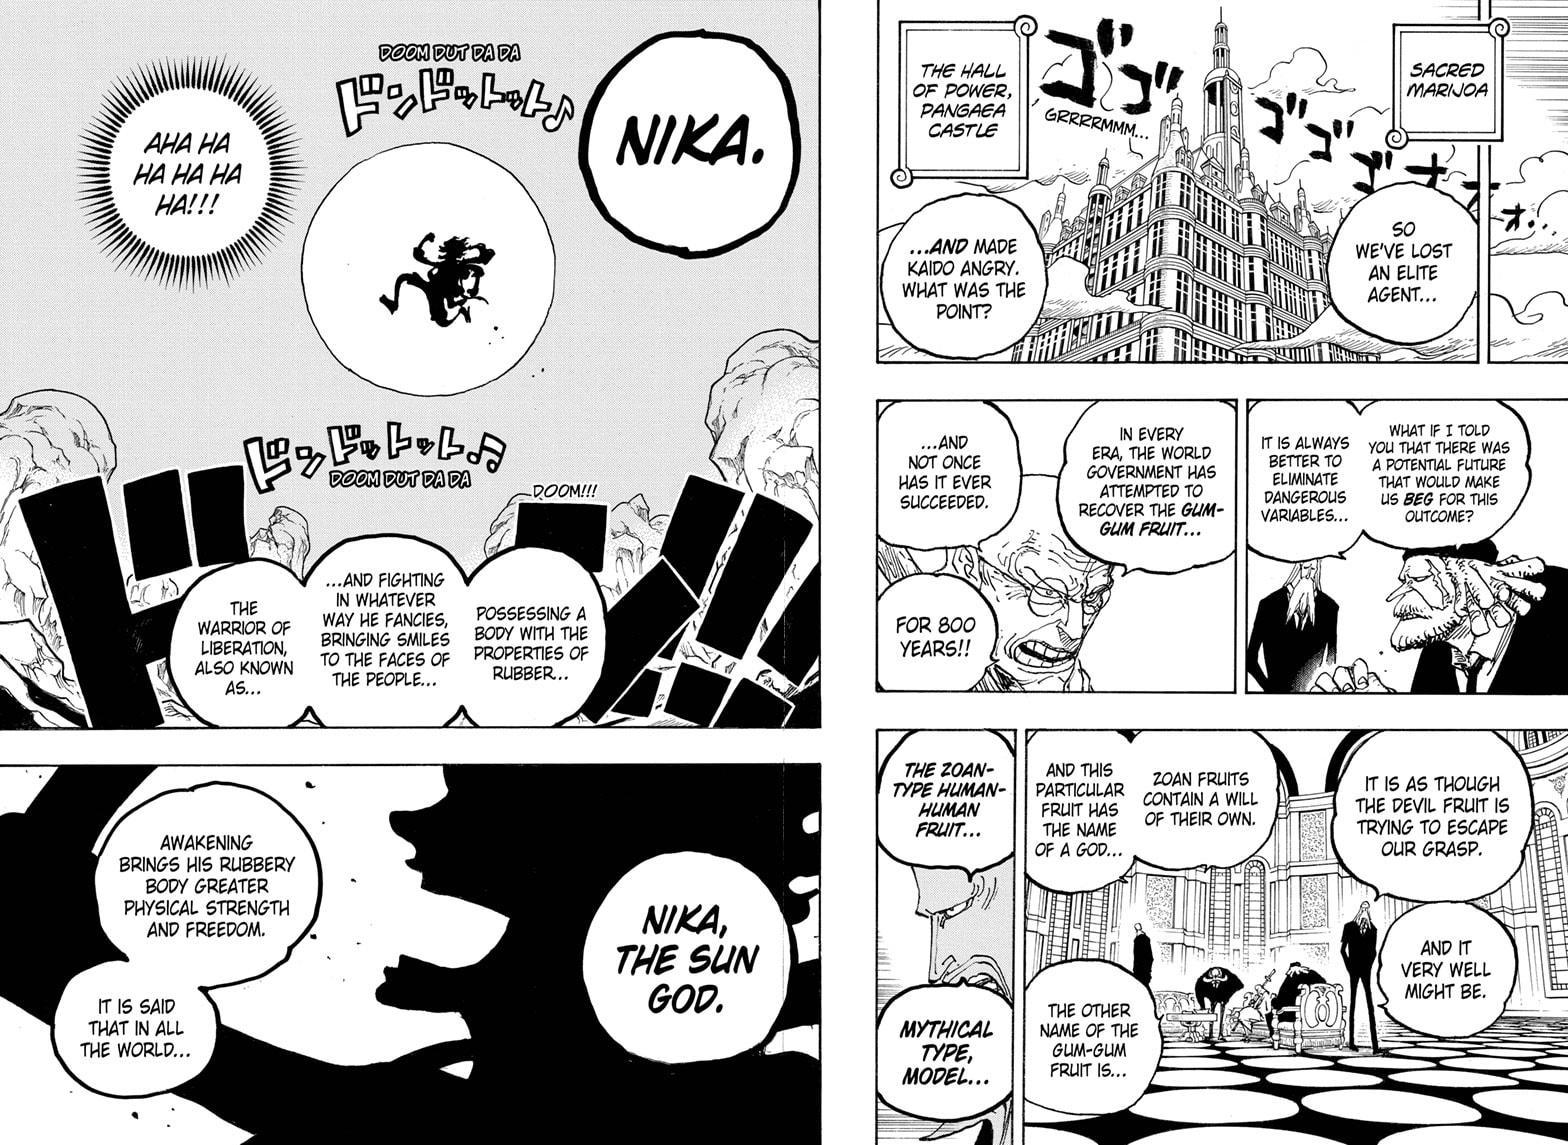 SACRED
MARIJOA
THE HALL
OF POWER,
PANGAEA
CASTLE
ゴゴゴゴゴゴオオオ...
GRRRRMMM...
SO
WE'VE LOST
AN ELITE
AGENT...
...AND MADE
KAIDO ANGRY.
WHAT WAS THE
POINT?
WHAT IF I TOLD
YOU THAT THERE WAS
A POTENTIAL FUTURE
THAT WOULD MAKE
US BEG FOR THIS
OUTCOME?
IT IS ALWAYS
BETTER TO
ELIMINATE
DANGEROUS
VARIABLES...
IN EVERY
ERA, THE WORLD
GOVERNMENT HAS
ATTEMPTED TO
RECOVER THE GUM-
GUM FRUIT...
...AND
NOT ONCE
HAS IT EVER
SUCCEEDED.
FOR 800
YEARS!!
IT IS AS THOUGH
THE DEVIL FRUIT IS
TRYING TO ESCAPE
OUR GRASP.
AND IT
VERY WELL
MIGHT BE.
ZOAN FRUITS
CONTAIN A WILL
OF THEIR OWN.
AND THIS
PARTICULAR
FRUIT HAS
THE NAME
OF A GOD...
THE OTHER
NAME OF THE
GUM-GUM
FRUIT IS...
THE ZOAN-
TYPE HUMAN-
HUMAN
FRUIT...
MYTHICAL
TYPE,
MODEL...
NIKA.
DOOM DUT DA DA
ドンドットット♪
AHA HA
HA HA HA
HA!!!
ドンドットット♬
DOOM DUT DA DA
DOOM!!!
ドン!!
POSSESSING A
BODY WITH THE
PROPERTIES OF
RUBBER...
...AND FIGHTING
IN WHATEVER
WAY HE FANCIES,
BRINGING SMILES
TO THE FACES OF
THE PEOPLE...
THE
WARRIOR OF
LIBERATION,
ALSO KNOWN
AS...
NIKA,
THE SUN
GOD.
AWAKENING
BRINGS HIS RUBBERY
BODY GREATER
PHYSICAL STRENGTH
AND FREEDOM.
IT IS SAID
THAT IN ALL
THE WORLD...